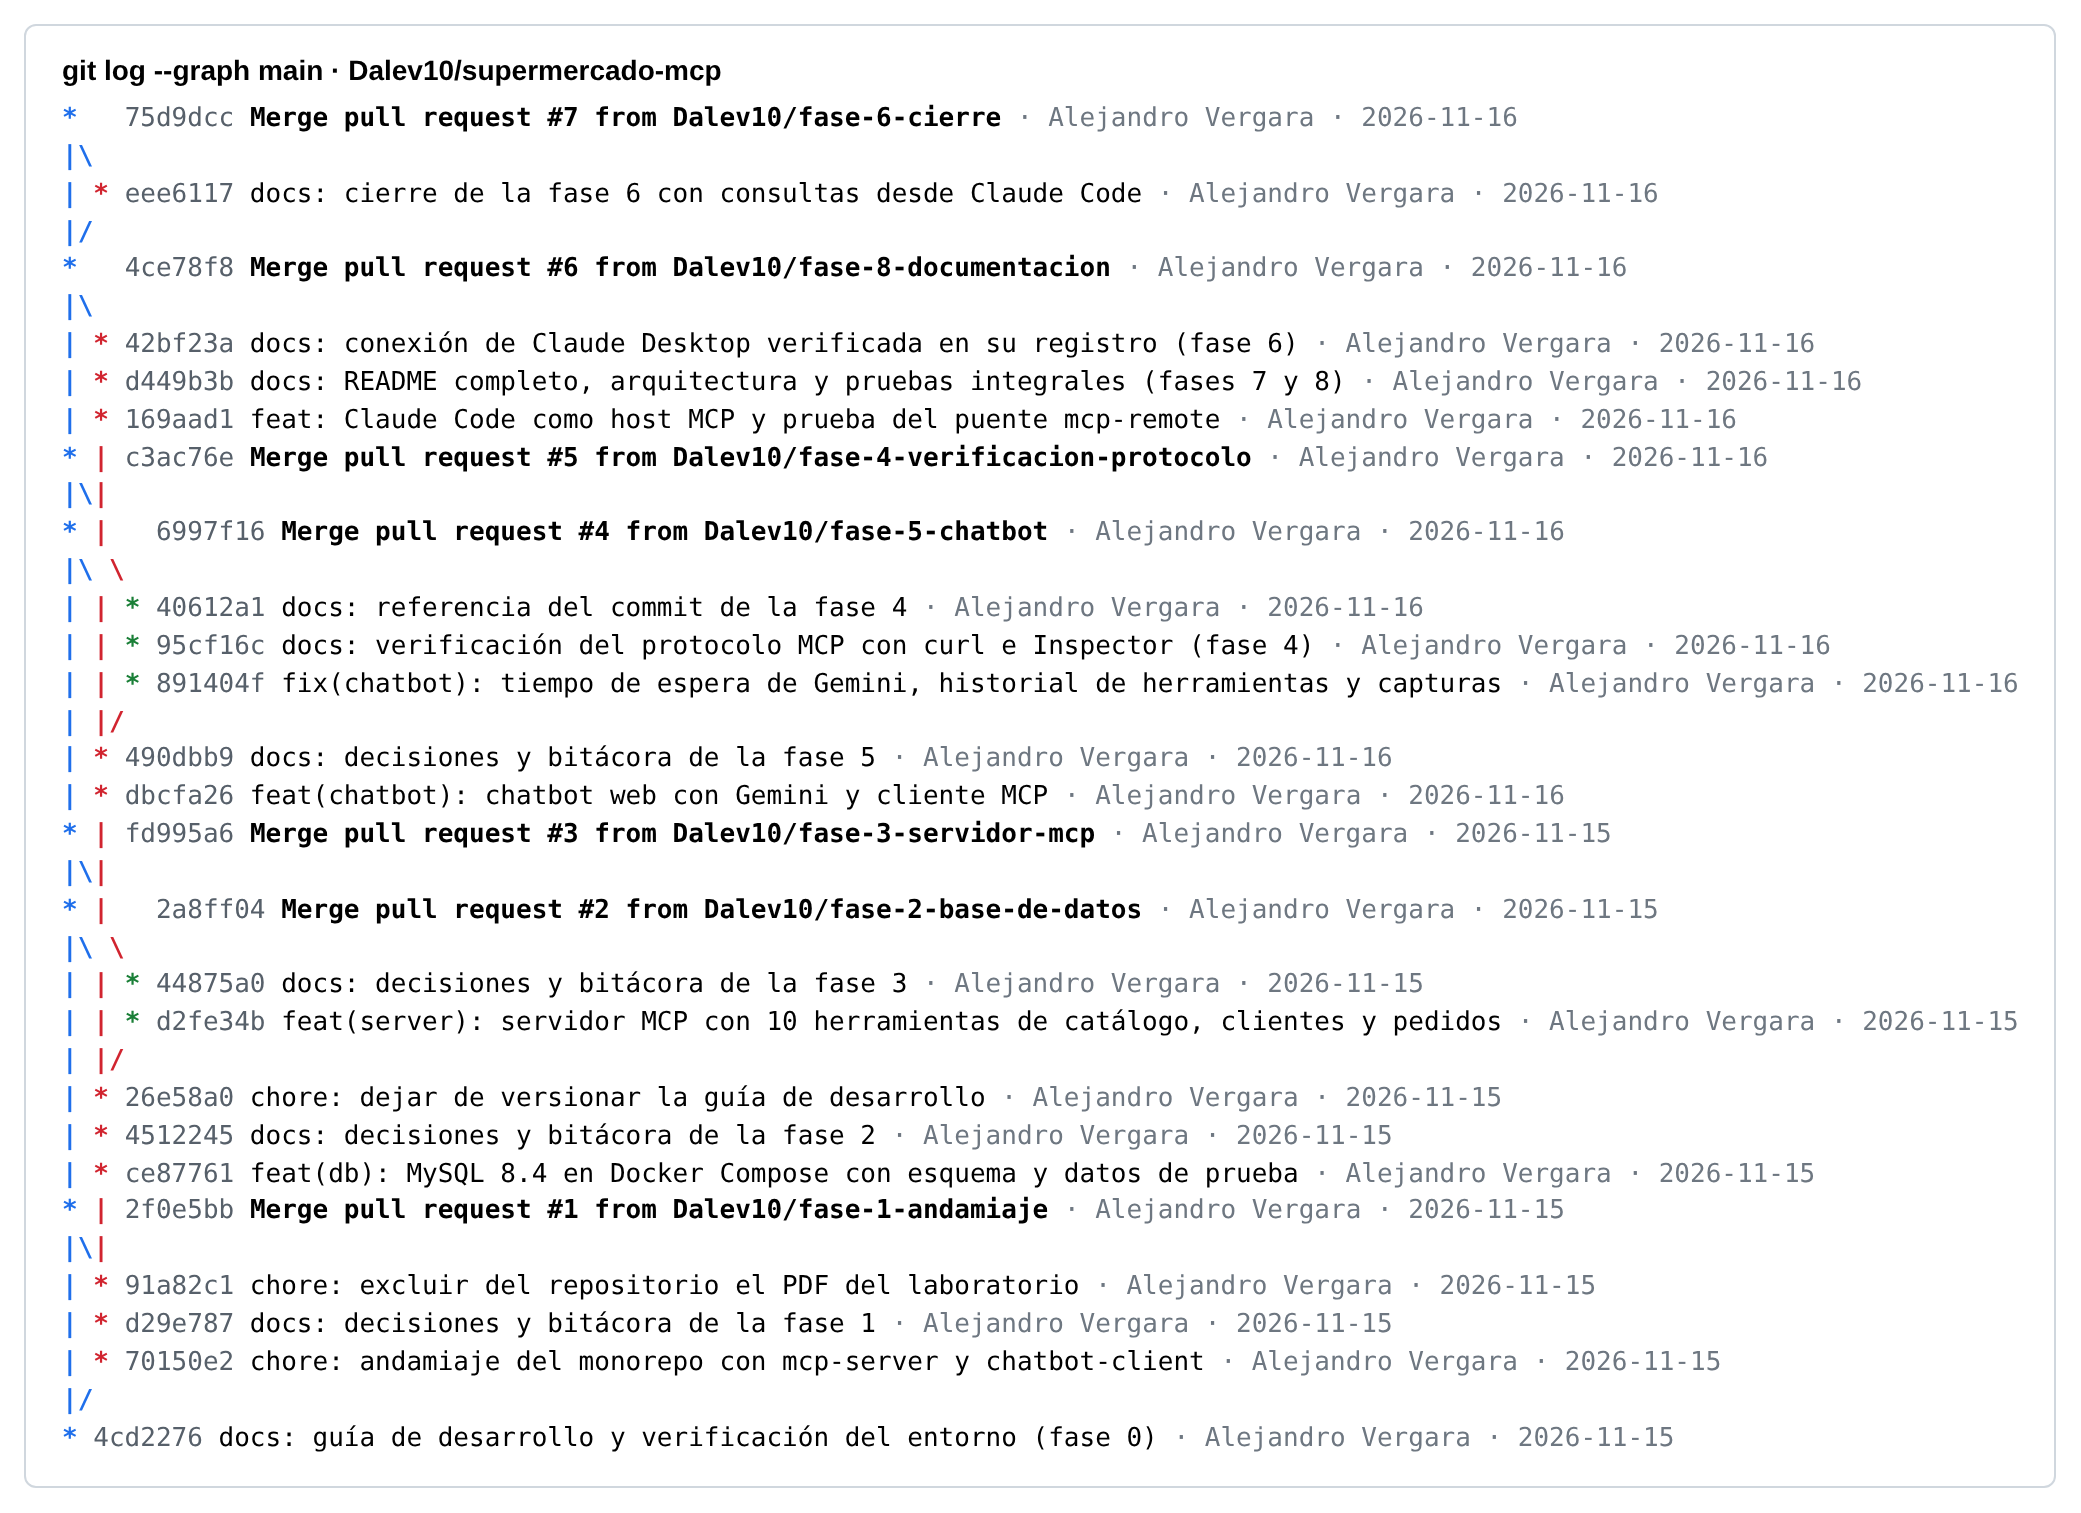 git log --graph main · Dalev10/supermercado-mcp
*   75d9dcc Merge pull request #7 from Dalev10/fase-6-cierre · Alejandro Vergara · 2026-11-16
|\
| * eee6117 docs: cierre de la fase 6 con consultas desde Claude Code · Alejandro Vergara · 2026-11-16
|/
*   4ce78f8 Merge pull request #6 from Dalev10/fase-8-documentacion · Alejandro Vergara · 2026-11-16
|\
| * 42bf23a docs: conexión de Claude Desktop verificada en su registro (fase 6) · Alejandro Vergara · 2026-11-16
| * d449b3b docs: README completo, arquitectura y pruebas integrales (fases 7 y 8) · Alejandro Vergara · 2026-11-16
| * 169aad1 feat: Claude Code como host MCP y prueba del puente mcp-remote · Alejandro Vergara · 2026-11-16
* | c3ac76e Merge pull request #5 from Dalev10/fase-4-verificacion-protocolo · Alejandro Vergara · 2026-11-16
|\|
* |   6997f16 Merge pull request #4 from Dalev10/fase-5-chatbot · Alejandro Vergara · 2026-11-16
|\ \
| | * 40612a1 docs: referencia del commit de la fase 4 · Alejandro Vergara · 2026-11-16
| | * 95cf16c docs: verificación del protocolo MCP con curl e Inspector (fase 4) · Alejandro Vergara · 2026-11-16
| | * 891404f fix(chatbot): tiempo de espera de Gemini, historial de herramientas y capturas · Alejandro Vergara · 2026-11-16
| |/
| * 490dbb9 docs: decisiones y bitácora de la fase 5 · Alejandro Vergara · 2026-11-16
| * dbcfa26 feat(chatbot): chatbot web con Gemini y cliente MCP · Alejandro Vergara · 2026-11-16
* | fd995a6 Merge pull request #3 from Dalev10/fase-3-servidor-mcp · Alejandro Vergara · 2026-11-15
|\|
* |   2a8ff04 Merge pull request #2 from Dalev10/fase-2-base-de-datos · Alejandro Vergara · 2026-11-15
|\ \
| | * 44875a0 docs: decisiones y bitácora de la fase 3 · Alejandro Vergara · 2026-11-15
| | * d2fe34b feat(server): servidor MCP con 10 herramientas de catálogo, clientes y pedidos · Alejandro Vergara · 2026-11-15
| |/
| * 26e58a0 chore: dejar de versionar la guía de desarrollo · Alejandro Vergara · 2026-11-15
| * 4512245 docs: decisiones y bitácora de la fase 2 · Alejandro Vergara · 2026-11-15
| * ce87761 feat(db): MySQL 8.4 en Docker Compose con esquema y datos de prueba · Alejandro Vergara · 2026-11-15
* | 2f0e5bb Merge pull request #1 from Dalev10/fase-1-andamiaje · Alejandro Vergara · 2026-11-15
|\|
| * 91a82c1 chore: excluir del repositorio el PDF del laboratorio · Alejandro Vergara · 2026-11-15
| * d29e787 docs: decisiones y bitácora de la fase 1 · Alejandro Vergara · 2026-11-15
| * 70150e2 chore: andamiaje del monorepo con mcp-server y chatbot-client · Alejandro Vergara · 2026-11-15
|/
* 4cd2276 docs: guía de desarrollo y verificación del entorno (fase 0) · Alejandro Vergara · 2026-11-15